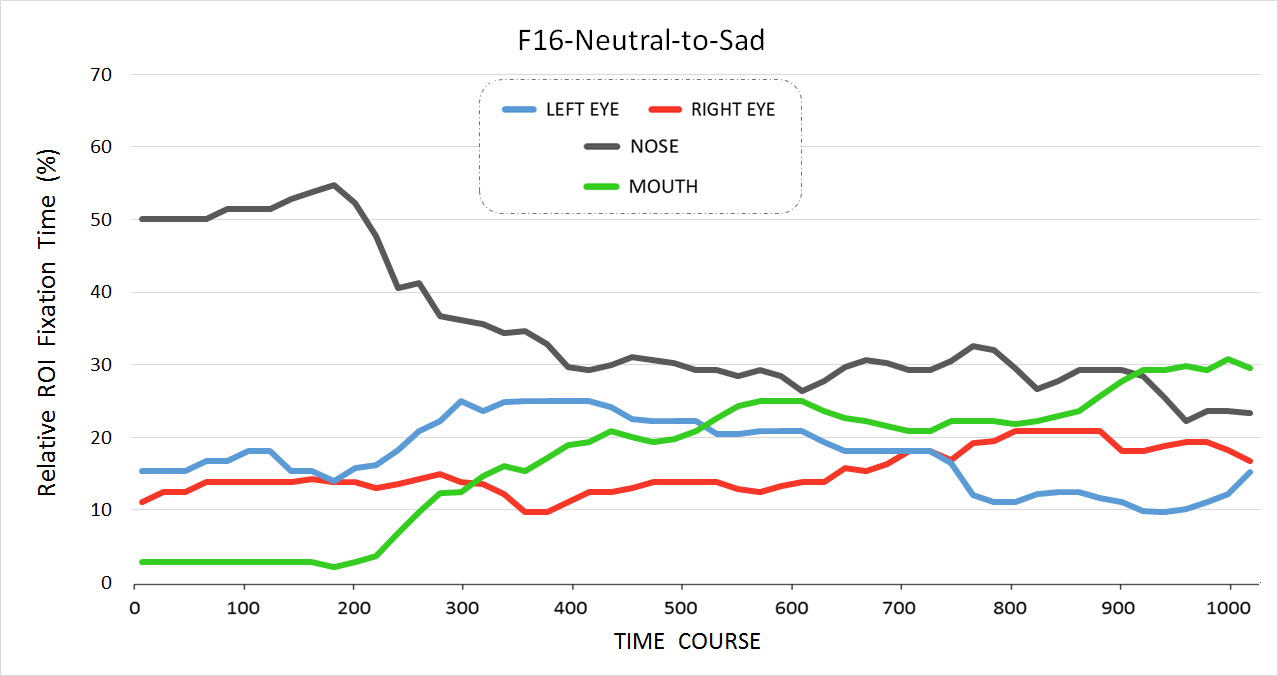 F16-Neutral-to-Sad
LEFT EYE RIGHT EYE
NOSE
MOUTH
Relative ROI Fixation Time (%)
70
60
50
40
30
20
10
0
0 100 200 300 400 500 600 700 800 900 1000
TIME COURSE